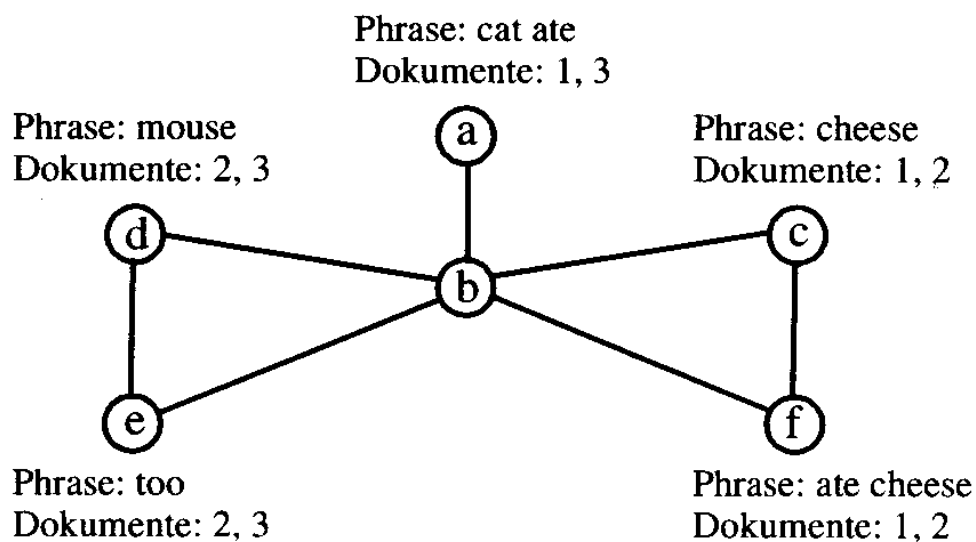 Phrase: cat ate
Dokumente: 1, 3
Phrase: mouse
Dokumente: 2, 3
a
Phrase: cheese
Dokumente: 1, 2
d
c
b
e
f
Phrase: too
Dokumente: 2, 3
Phrase: ate cheese
Dokumente: 1, 2